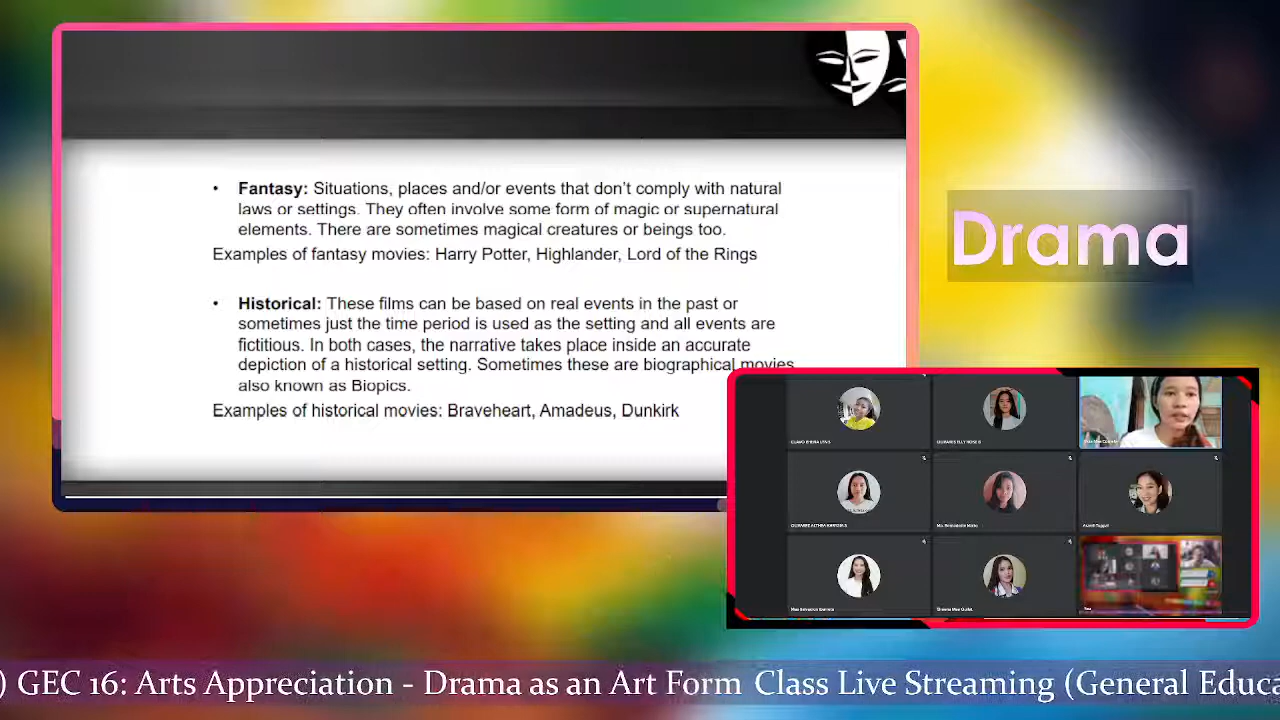 • Fantasy: Situations, places and/or events that don't comply with natural
laws or settings. They often involve some form of magic or supernatural
elements. There are sometimes magical creatures or beings too.
Examples of fantasy movies: Harry Potter, Highlander, Lord of the Rings
• Historical: These films can be based on real events in the past or
sometimes just the time period is used as the setting and all events are
fictitious. In both cases, the narrative takes place inside an accurate
depiction of a historical setting. Sometimes these are biographical movies
also known as Biopics.
Examples of historical movies: Braveheart, Amadeus, Dunkirk
Drama
) GEC 16: Arts Appreciation - Drama as an Art Form Class Live Streaming (General Educa